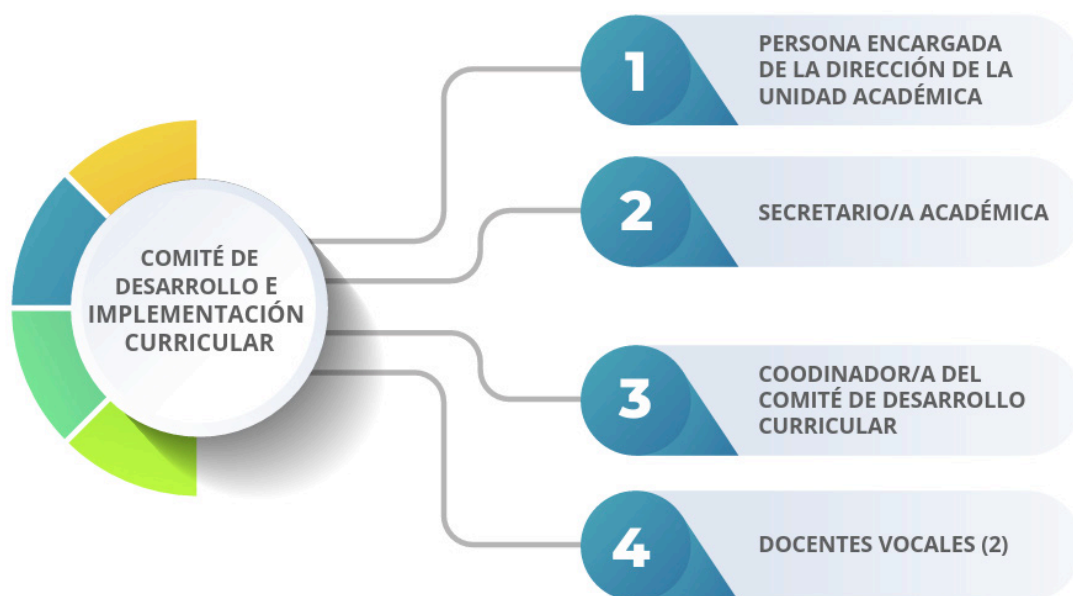 COMITÉ DE
DESARROLLO E
IMPLEMENTACIÓN
CURRICULAR
1
PERSONA ENCARGADA
DE LA DIRECCIÓN DE LA
UNIDAD ACADÉMICA
2
SECRETARIO/A ACADÉMICA
3
COODINADOR/A DEL
COMITÉ DE DESARROLLO
CURRICULAR
4
DOCENTES VOCALES (2)